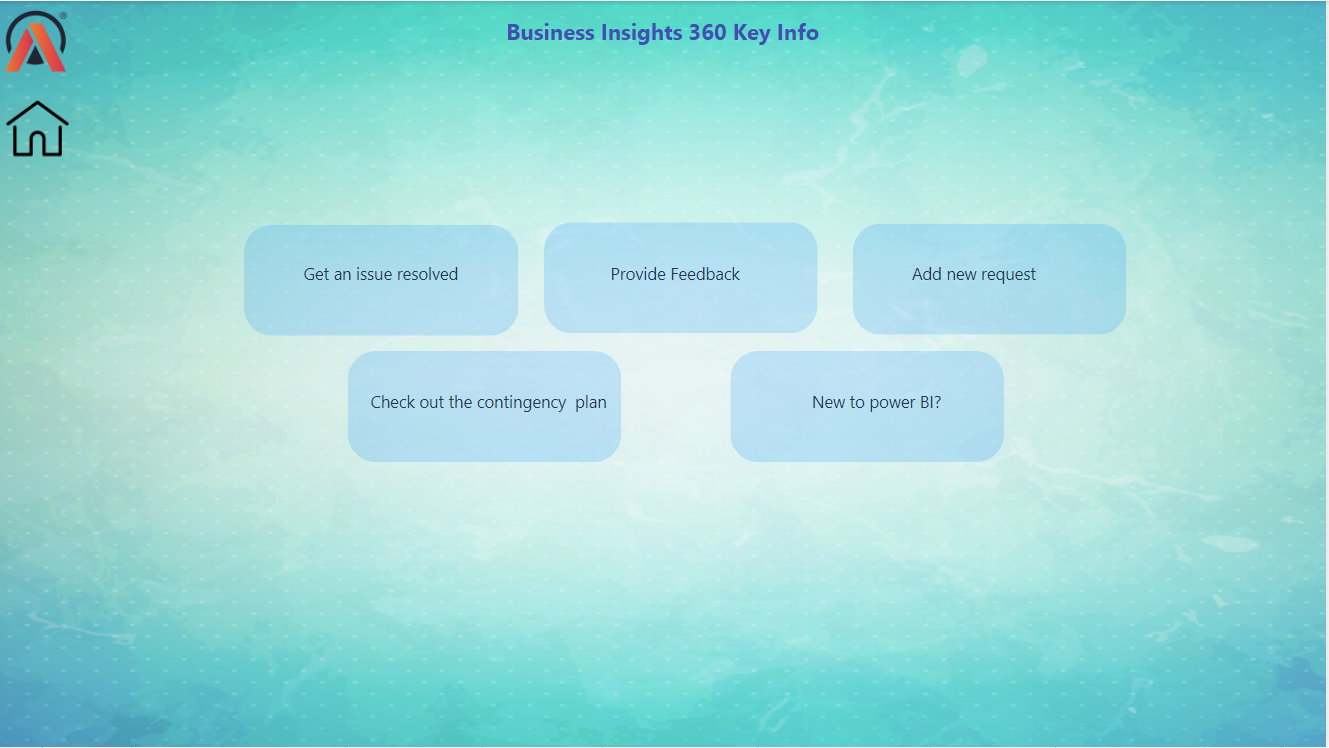 Business Insights 360 Key Info
Get an issue resolved
Provide Feedback
Add new request
Check out the contingency  plan
New to power BI?